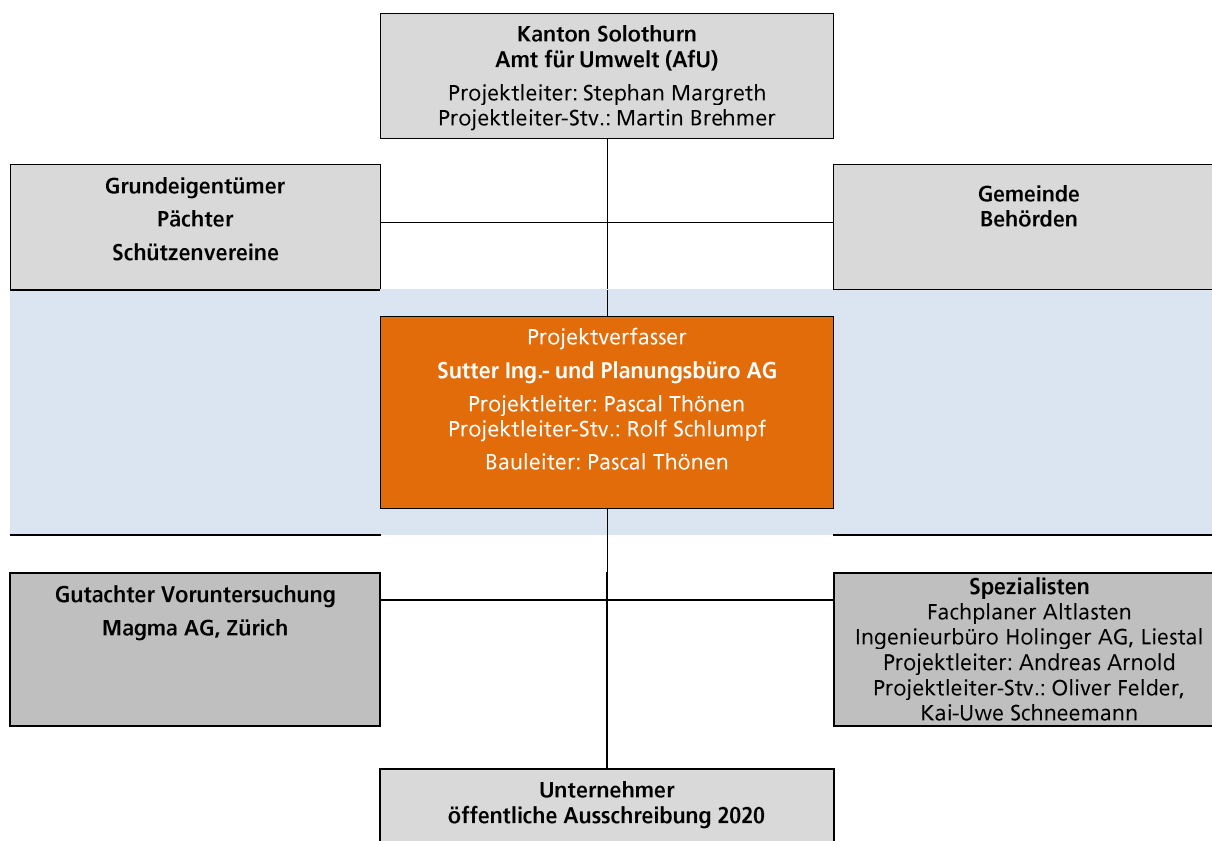 Kanton Solothurn
Amt für Umwelt (AfU)
Projektleiter: Stephan Margreth
Projektleiter-Stv.: Martin Brehmer
Grundeigentümer
Pächter
Schützenvereine
Gemeinde
Behörden
Projektverfasser
Sutter Ing.- und Planungsbüro AG
Projektleiter: Pascal Thönen
Projektleiter-Stv.: Rolf Schlumpf
Bauleiter: Pascal Thönen
Gutachter Voruntersuchung
Magma AG, Zürich
Spezialisten
Fachplaner Altlasten
Ingenieurbüro Holinger AG, Liestal
Projektleiter: Andreas Arnold
Projektleiter-Stv.: Oliver Felder,
Kai-Uwe Schneemann
Unternehmer
öffentliche Ausschreibung 2020